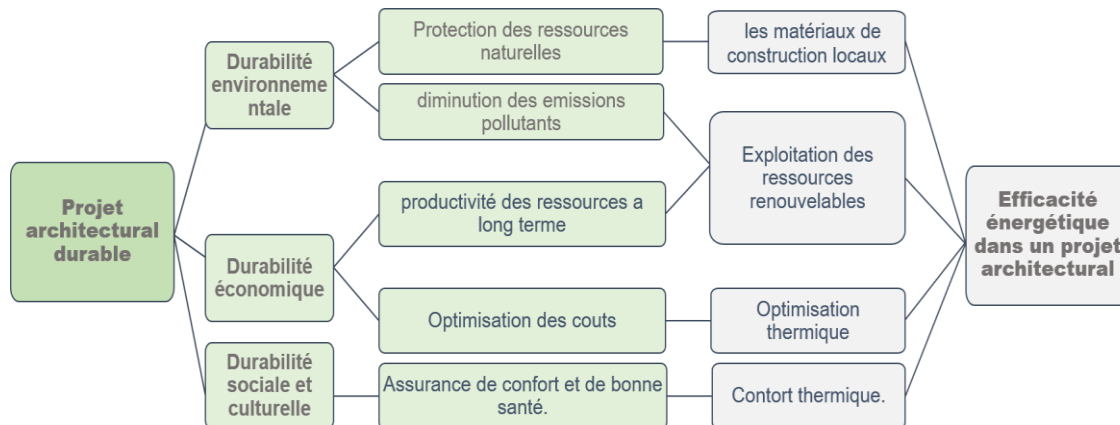 Projet
architectural
durable
Durabilité
environneme
ntale
Durabilité
économique
Durabilité
sociale et
culturelle
Protection des ressources
naturelles
diminution des emissions
pollutants
productivité des ressources a
long terme
Optimisation des couts
Assurance de confort et de bonne
santé.
les matériaux de
construction locaux
Exploitation des
ressources
renouvelables
Optimisation
thermique
Contort thermique.
Efficacité
énergétique
dans un projet
architectural